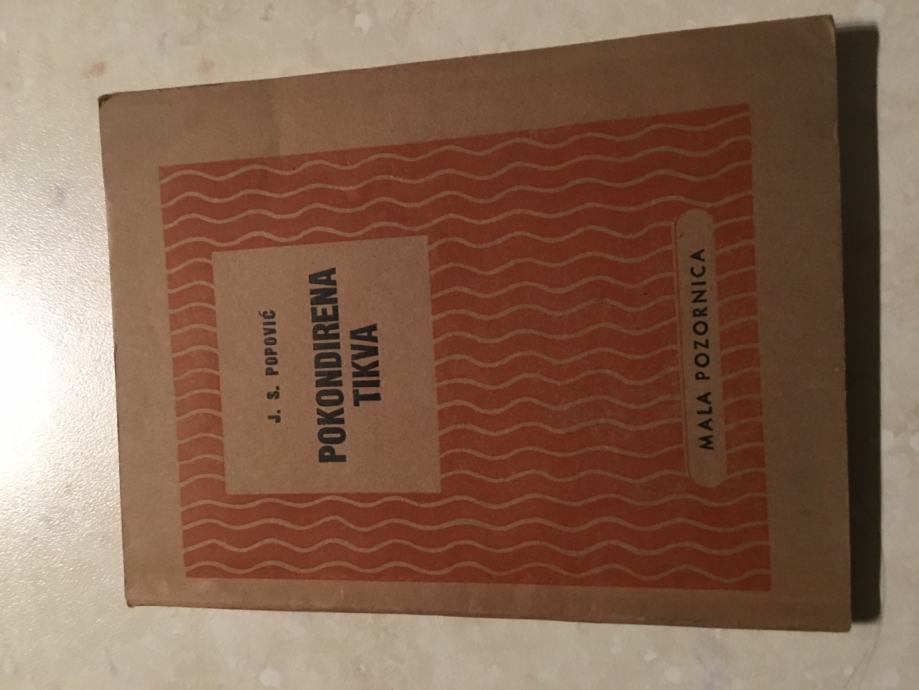 J. S. POPOVIĆ
POKONDIRENA
TIKVA
MALA POZORNICA